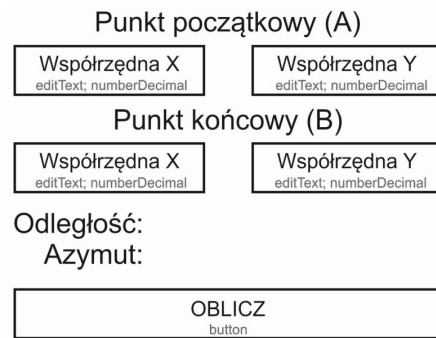 Punkt początkowy (A)
Współrzędna X
editText; numberDecimal
Współrzędna Y
editText; numberDecimal
Punkt końcowy (B)
Współrzędna X
editText; numberDecimal
Współrzędna Y
editText; numberDecimal
Odległość:
Azymut:
OBLICZ
button